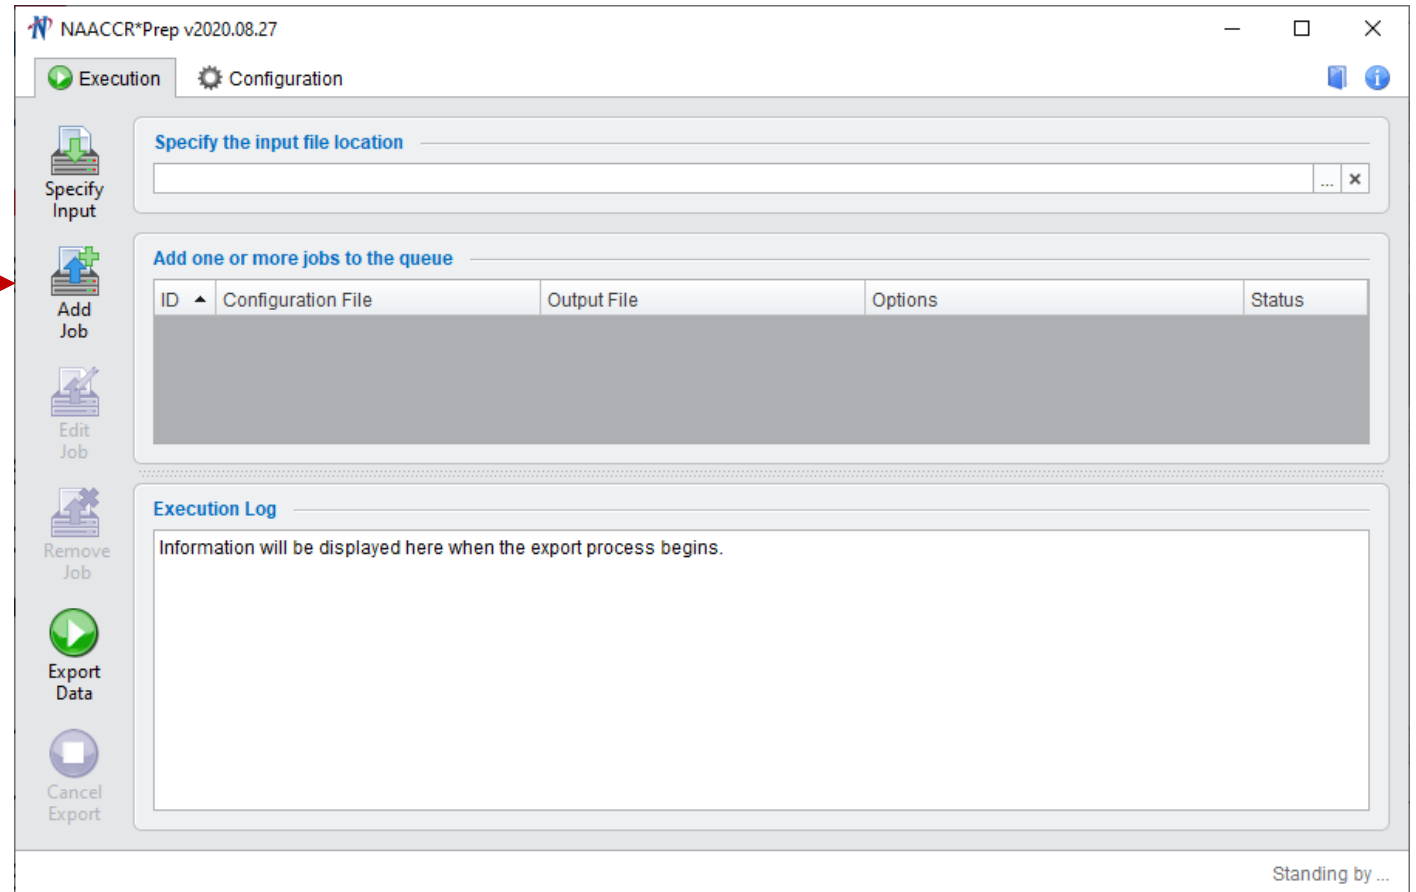 NAACCR*Prep v2020.08.27
Execution
Configuration
Specify
Input
Specify the input file location
...
Add
Job
Add one or more jobs to the queue
ID Configuration File Output File Options Status
Edit
Job
Remove
Job
Execution Log
Information will be displayed here when the export process begins.
Export
Data
Cancel
Export
Standing by ...